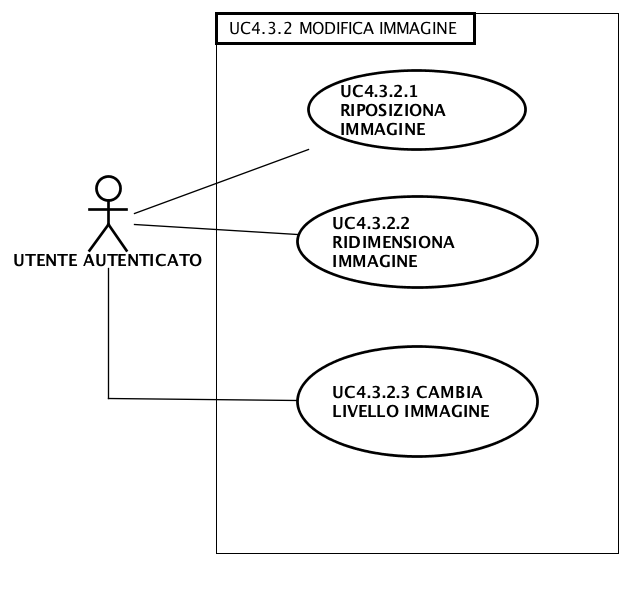 UC4.3.2 MODIFICA IMMAGINE
UC4.3.2.1
RIPOSIZIONA
IMMAGINE
UC4.3.2.2
RIDIMENSIONA
IMMAGINE
UTENTE AUTENTICATO
UC4.3.2.3 CAMBIA
LIVELLO IMMAGINE